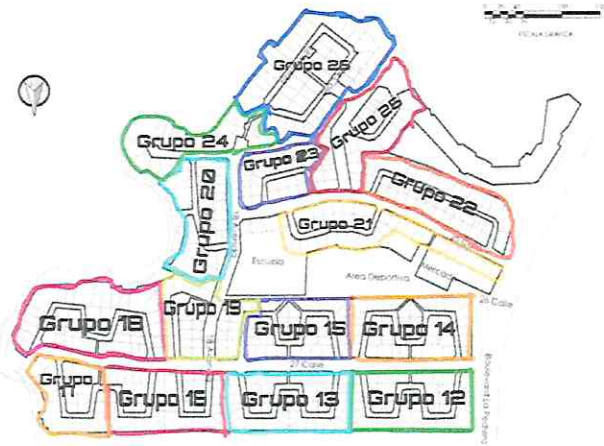 ESCALA GRAFICA
Grupo 26
Grupo 25
Grupo 24
Grupo 23
Grupo 20
Grupo 22
Grupo 21
Escuela
Area Deportiva
Mercado
26 Calle
Grupo 18
Grupo 19
Grupo 15
Grupo 14
27 Calle
Grupo 17
Grupo 16
Grupo 13
Grupo 12